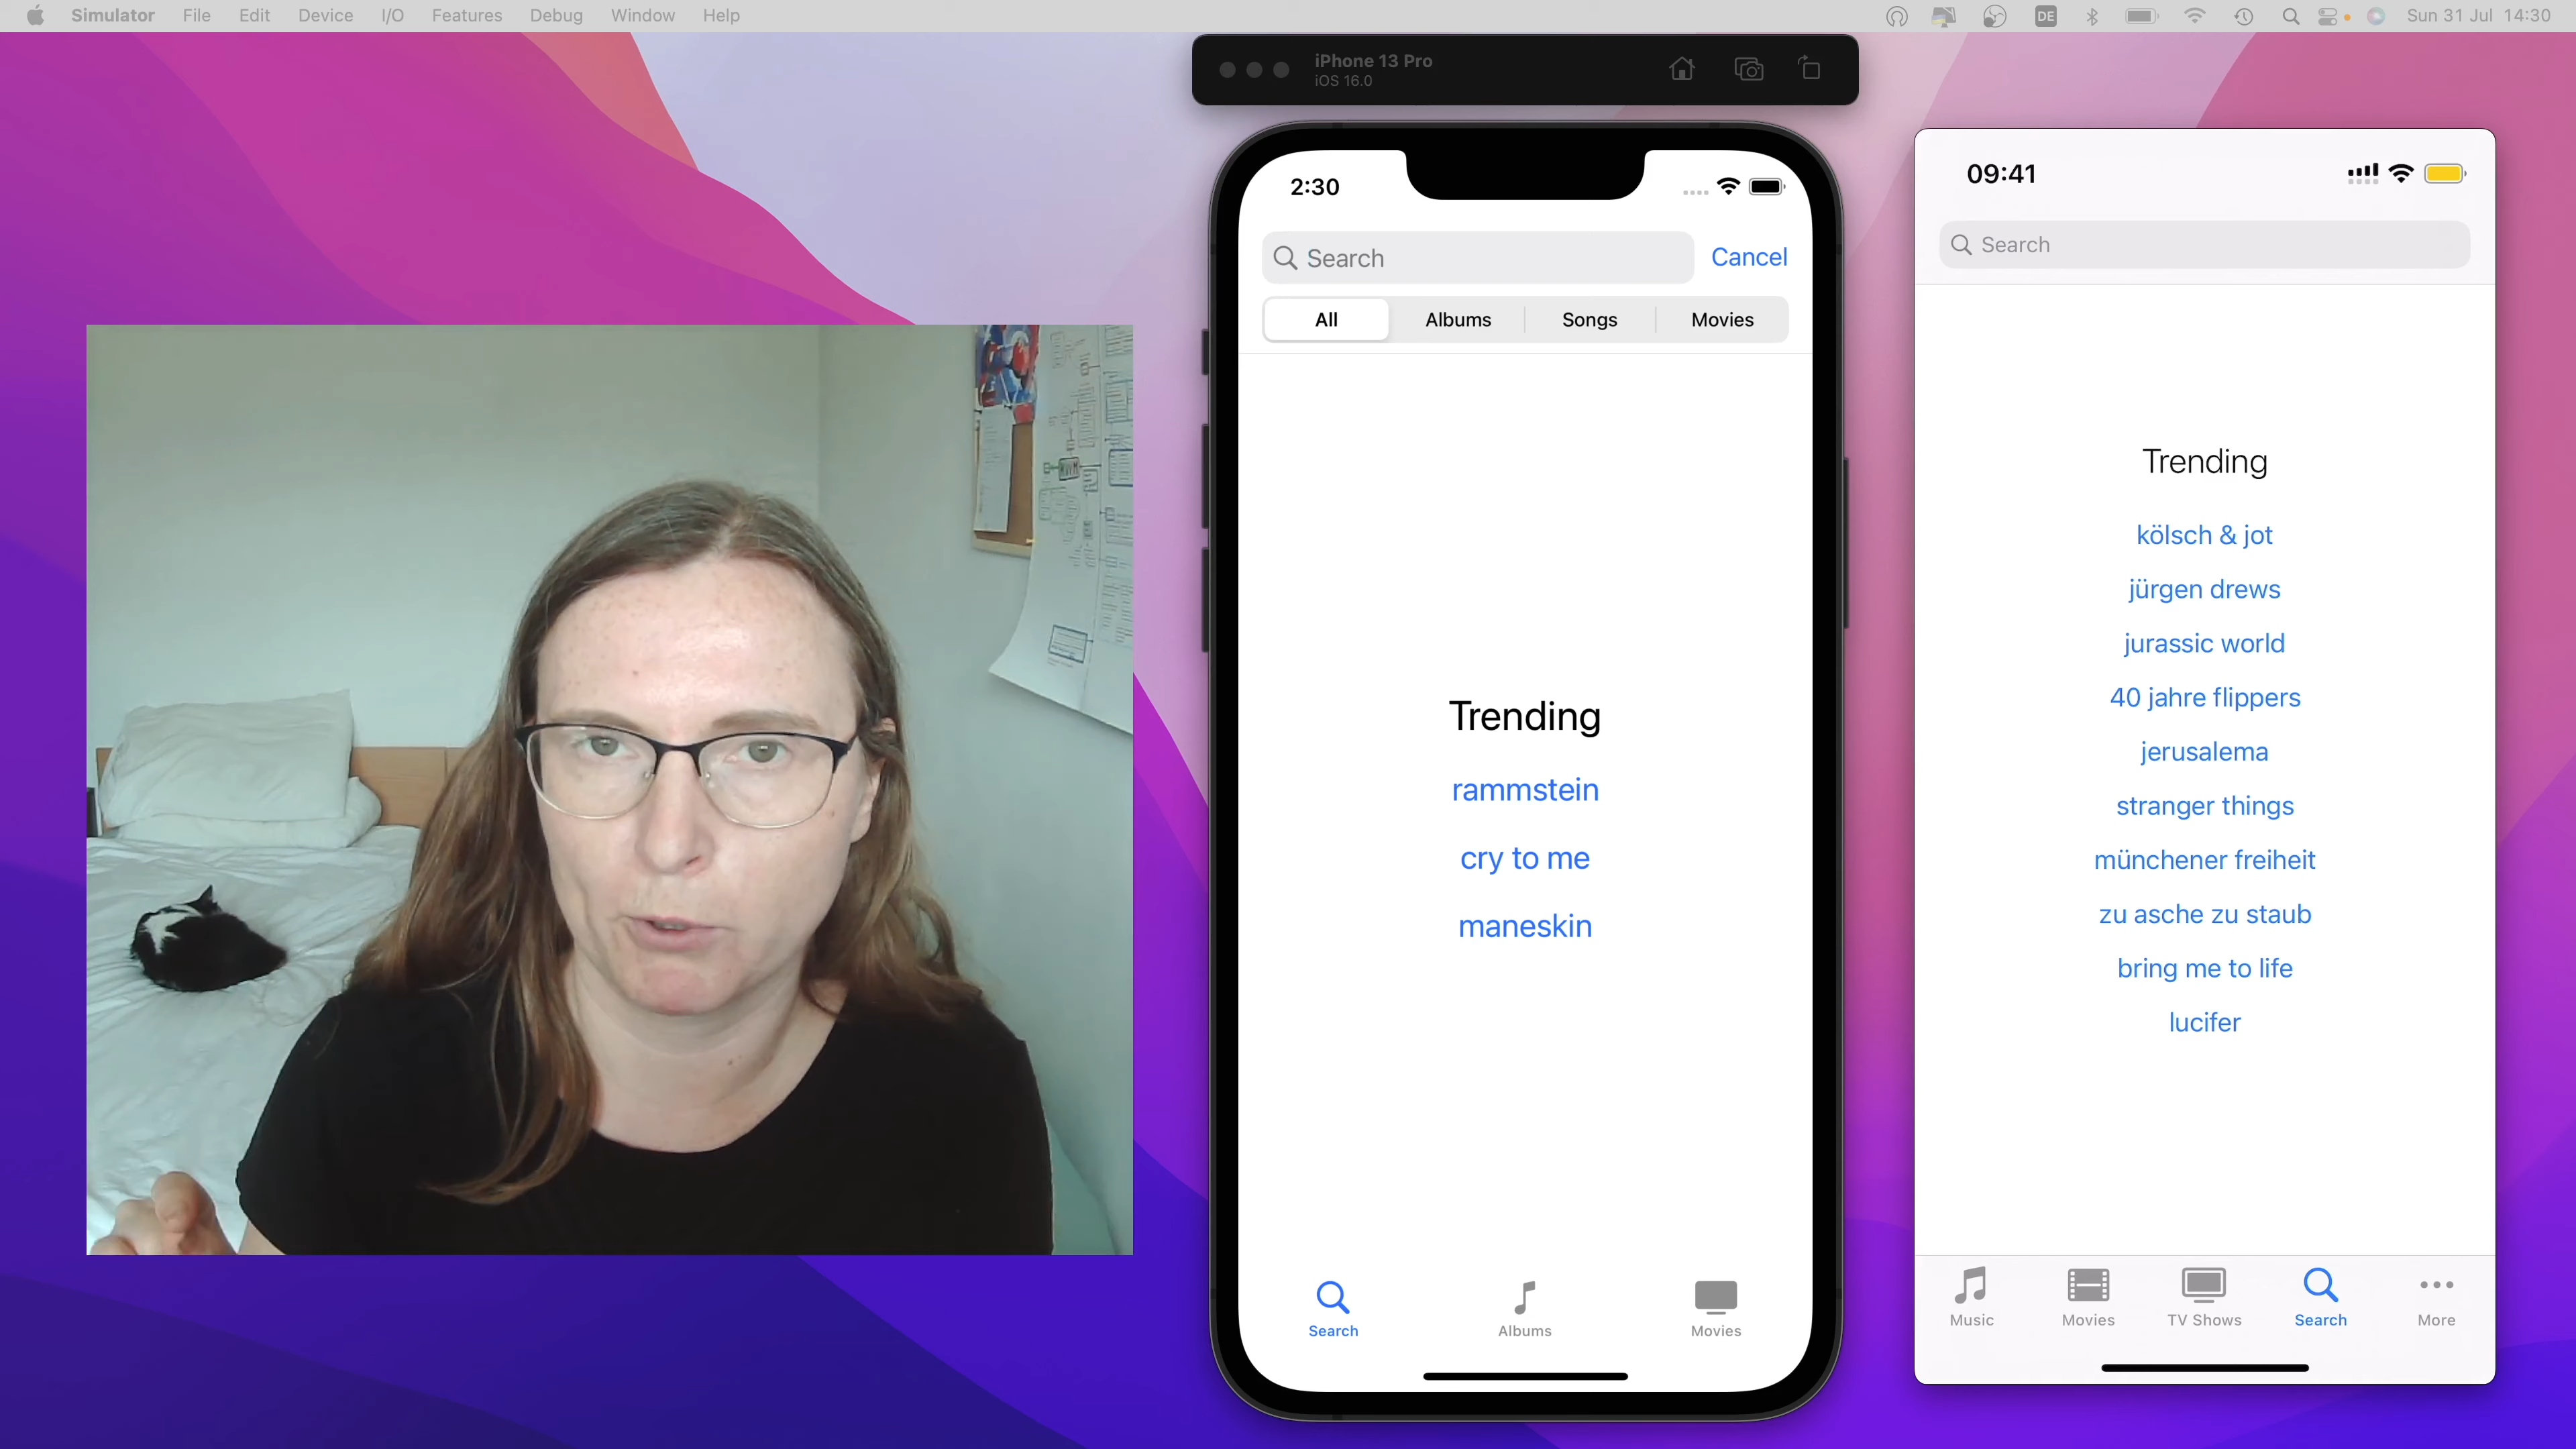 Simulator File Edit Device I/O Features Debug Window Help DE Sun 31 Jul 14:30
iPhone 13 Pro
iOS 16.0
2:30
Search Cancel
All Albums Songs Movies
Trending
rammstein
cry to me
maneskin
Search Albums Movies
09:41
Search
Trending
kölsch & jot
jürgen drews
jurassic world
40 jahre flippers
jerusalema
stranger things
münchener freiheit
zu asche zu staub
bring me to life
lucifer
Music Movies TV Shows Search More